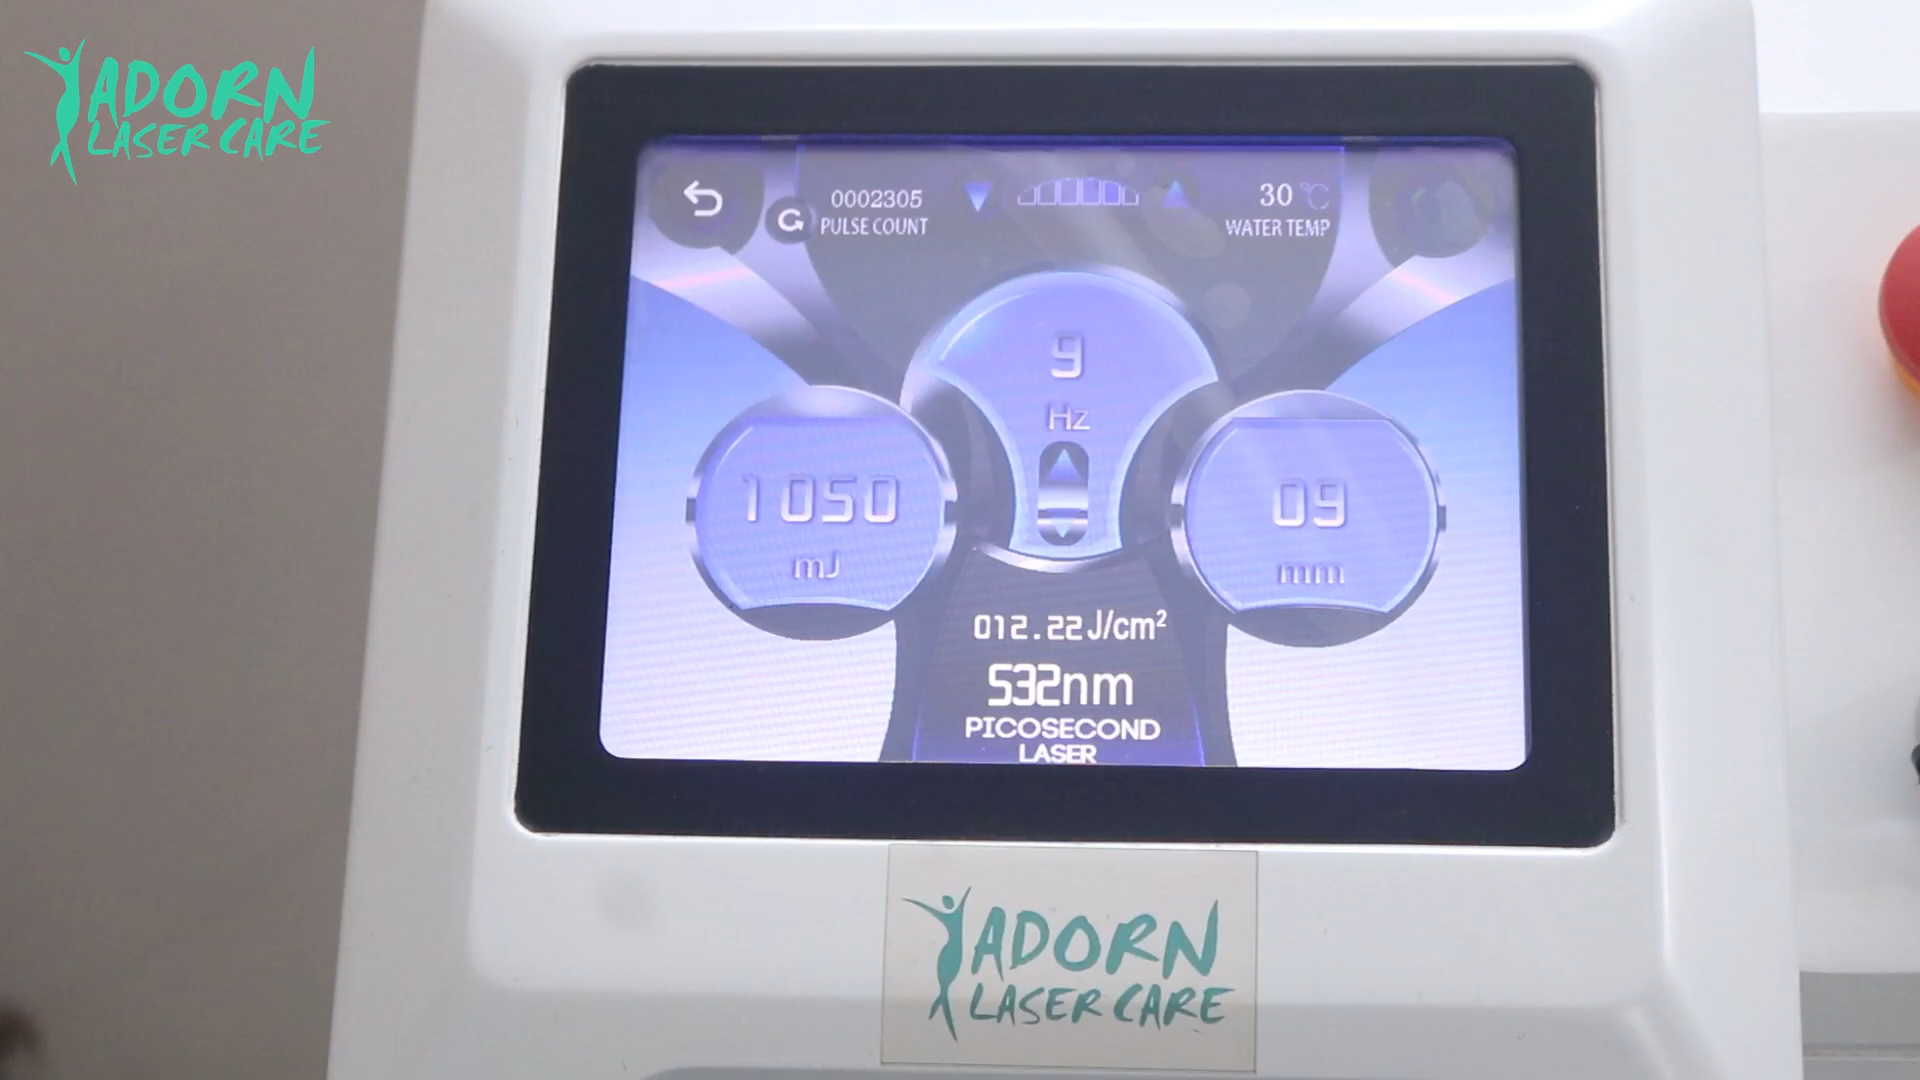 ADORN
LASER CARE
0002305
PULSE COUNT
30 °C
WATER TEMP
9
Hz
1050
mJ
09
mm
012.22J/cm²
532nm
PICOSECOND
LASER
ADORN
LASER CARE